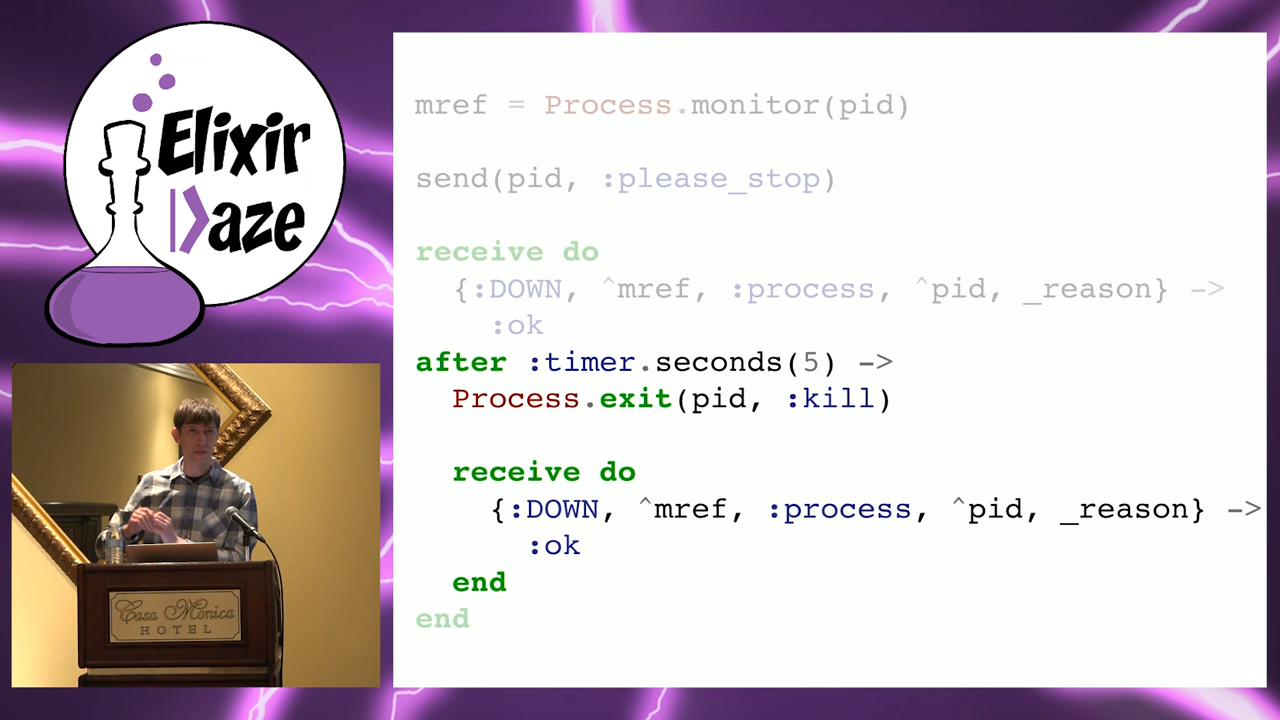 Elixir
Daze
mref = Process.monitor(pid)
send(pid, :please_stop)
receive do
  {:DOWN, ^mref, :process, ^pid, _reason} ->
    :ok
after :timer.seconds(5) ->
  Process.exit(pid, :kill)
  receive do
    {:DOWN, ^mref, :process, ^pid, _reason} ->
      :ok
  end
end
Casa Monica
HOTEL